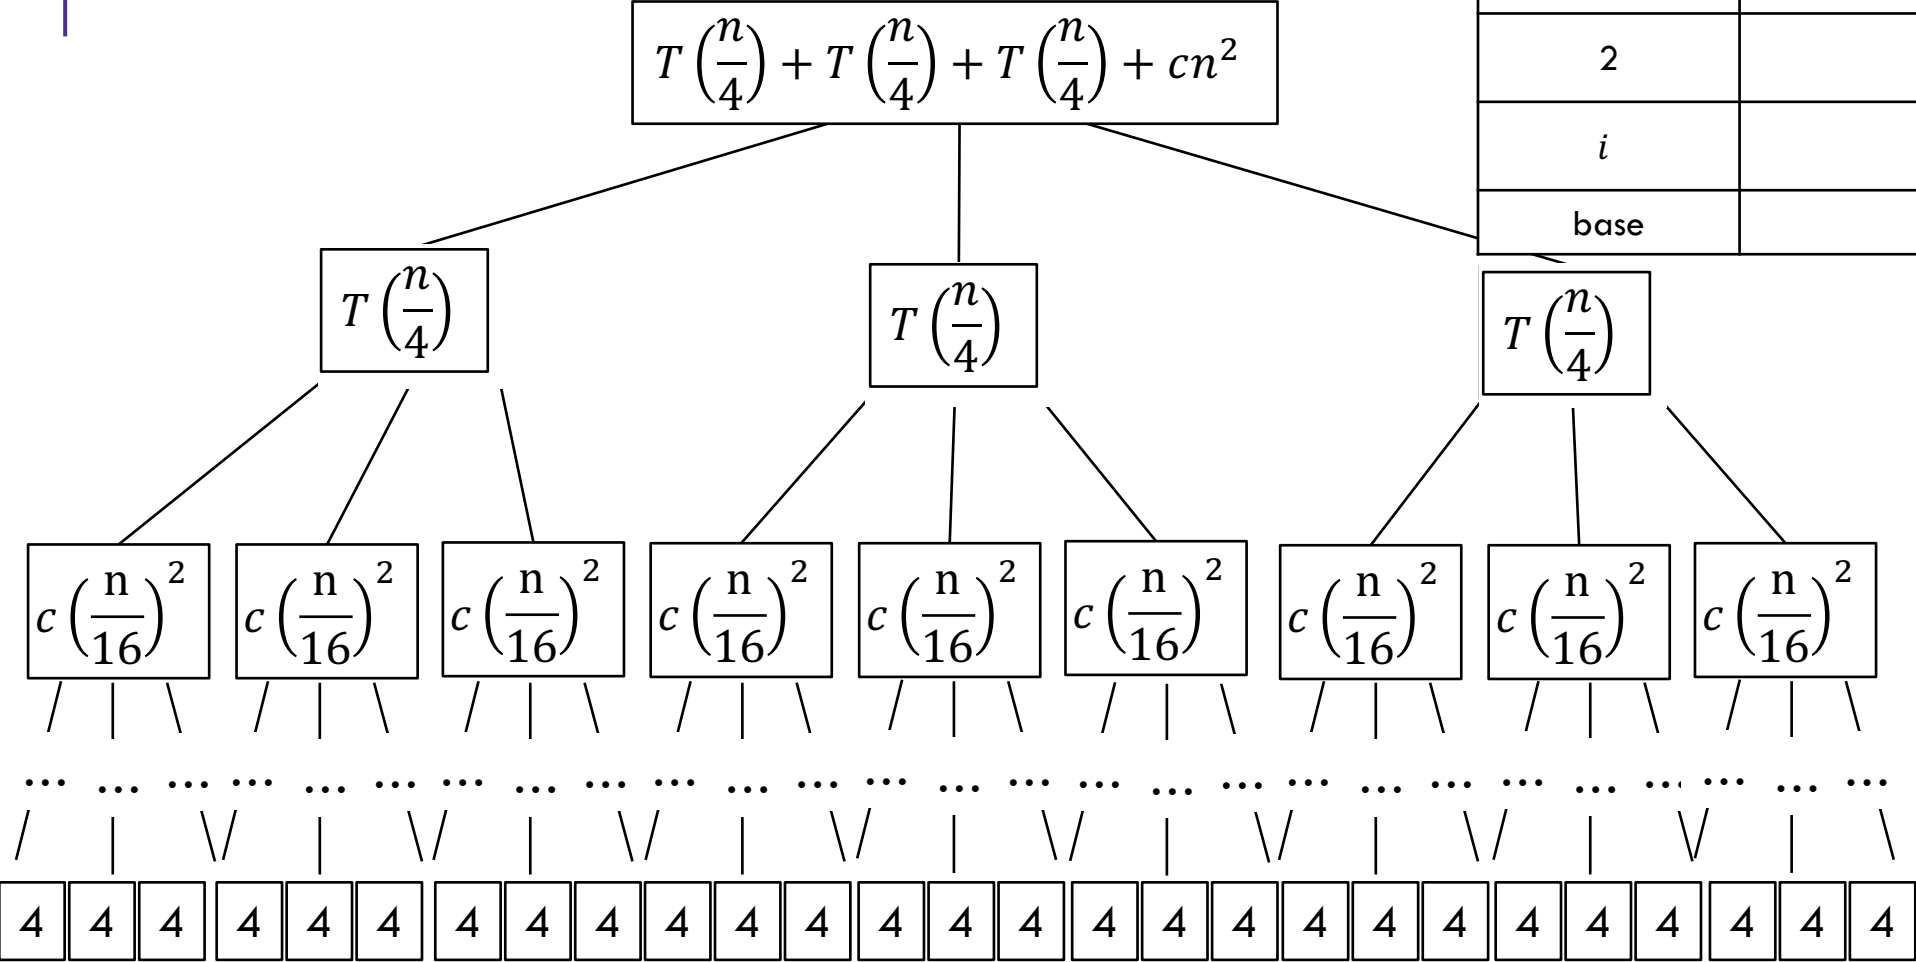 T(n/4) + T(n/4) + T(n/4) + cn²
2
i
base
T(n/4) T(n/4) T(n/4)
c(n/16)² c(n/16)² c(n/16)² c(n/16)² c(n/16)² c(n/16)² c(n/16)² c(n/16)² c(n/16)²
... ... ... ... ... ... ... ... ... ... ... ... ... ... ... ... ... ... ... ... ... ... ... ... ... ... ...
4 4 4 4 4 4 4 4 4 4 4 4 4 4 4 4 4 4 4 4 4 4 4 4 4 4 4